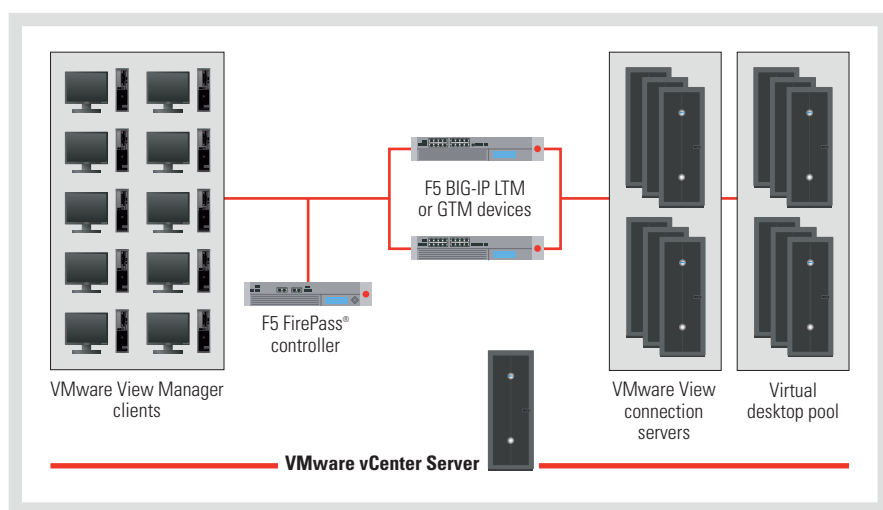 F5 BIG-IP LTM
or GTM devices
F5 FirePass®
controller
VMware View Manager
clients
VMware View
connection
servers
Virtual
desktop pool
VMware vCenter Server